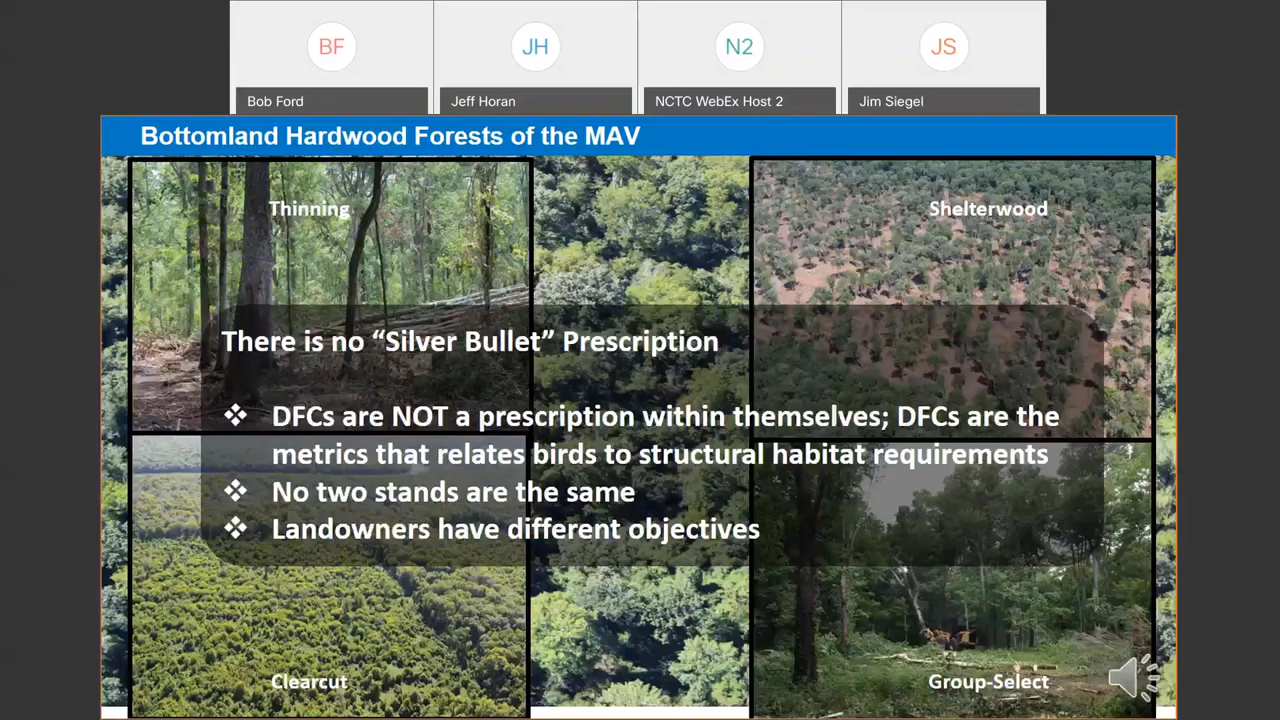 BF
JH
N2
JS
Bob Ford
Jeff Horan
NCTC WebEx Host 2
Jim Siegel
Bottomland Hardwood Forests of the MAV
Thinning
Shelterwood
There is no “Silver Bullet” Prescription
❖ DFCs are NOT a prescription within themselves; DFCs are the
metrics that relates birds to structural habitat requirements
❖ No two stands are the same
❖ Landowners have different objectives
Clearcut
Group-Select